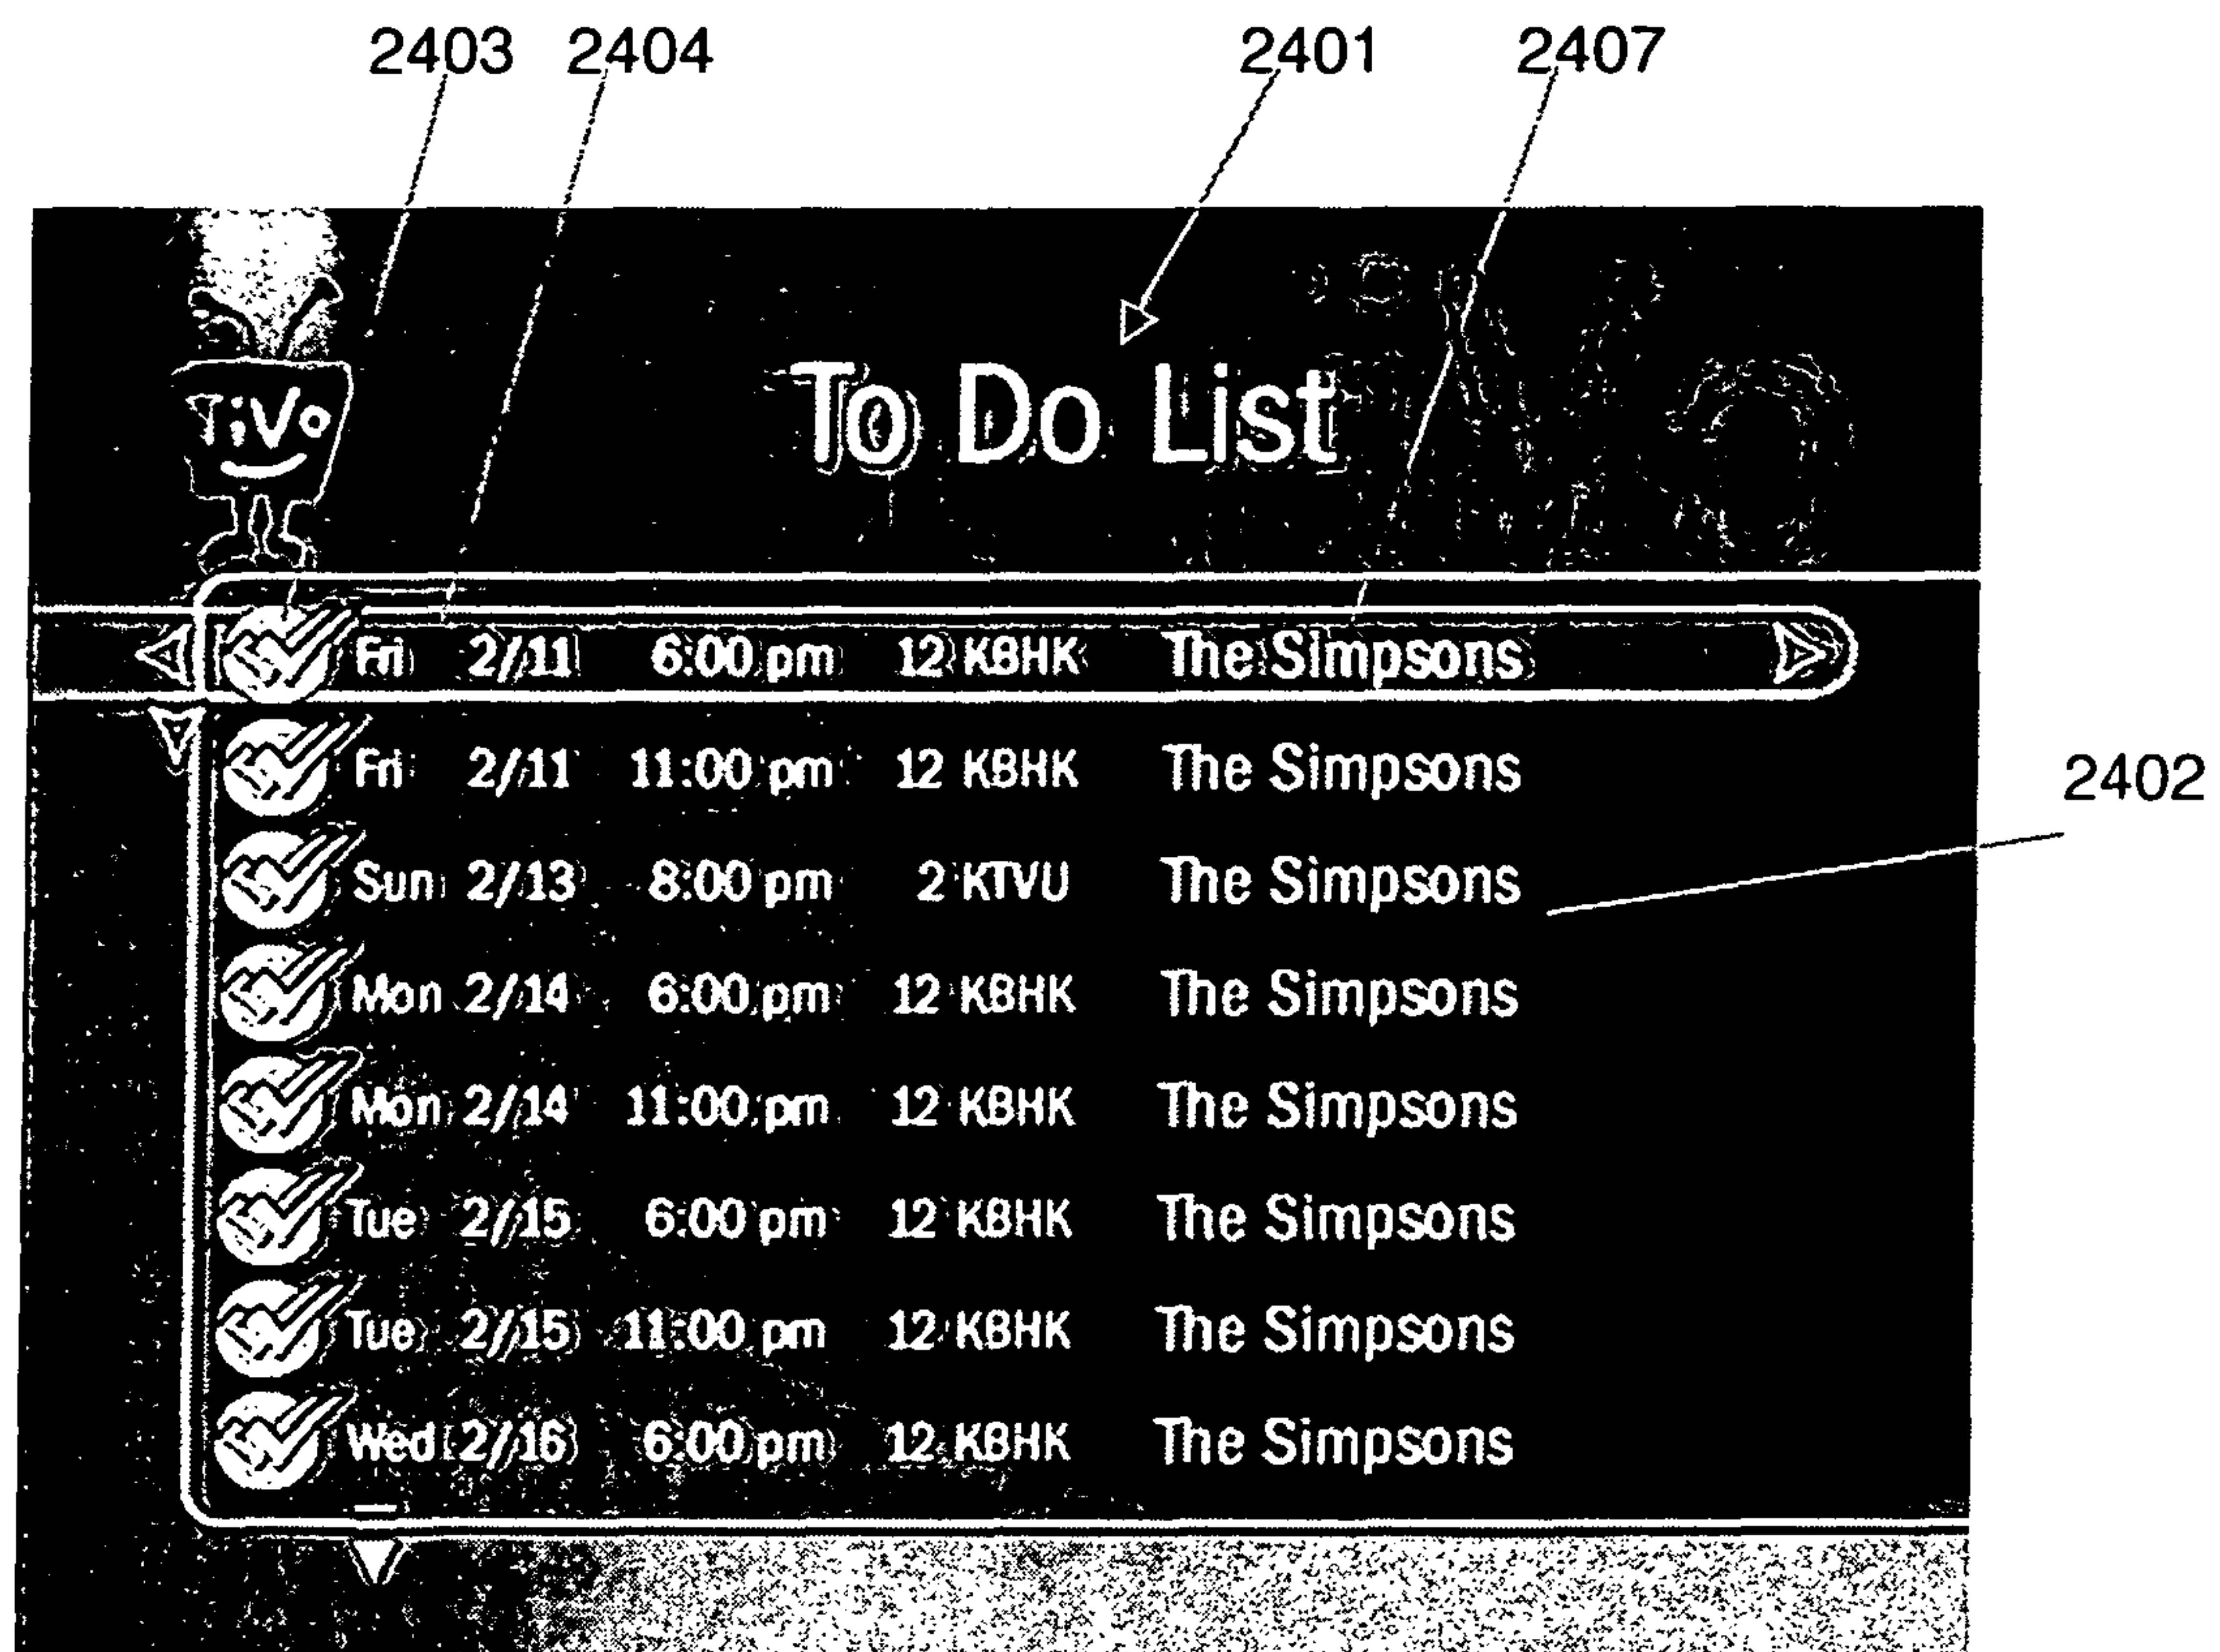 2403 2404 2401 2407
TiVo
To Do List
Fri 2/11 6:00 pm 12 KBHK The Simpsons
Fri 2/11 11:00 pm 12 KBHK The Simpsons
2402
Sun 2/13 8:00 pm 2 KTVU The Simpsons
Mon 2/14 6:00 pm 12 KBHK The Simpsons
Mon 2/14 11:00 pm 12 KBHK The Simpsons
Tue 2/15 6:00 pm 12 KBHK The Simpsons
Tue 2/15 11:00 pm 12 KBHK The Simpsons
Wed 2/16 6:00 pm 12 KBHK The Simpsons